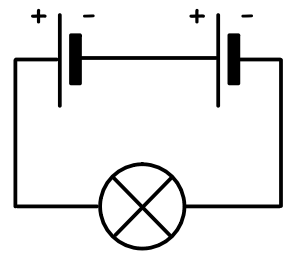 + - + -